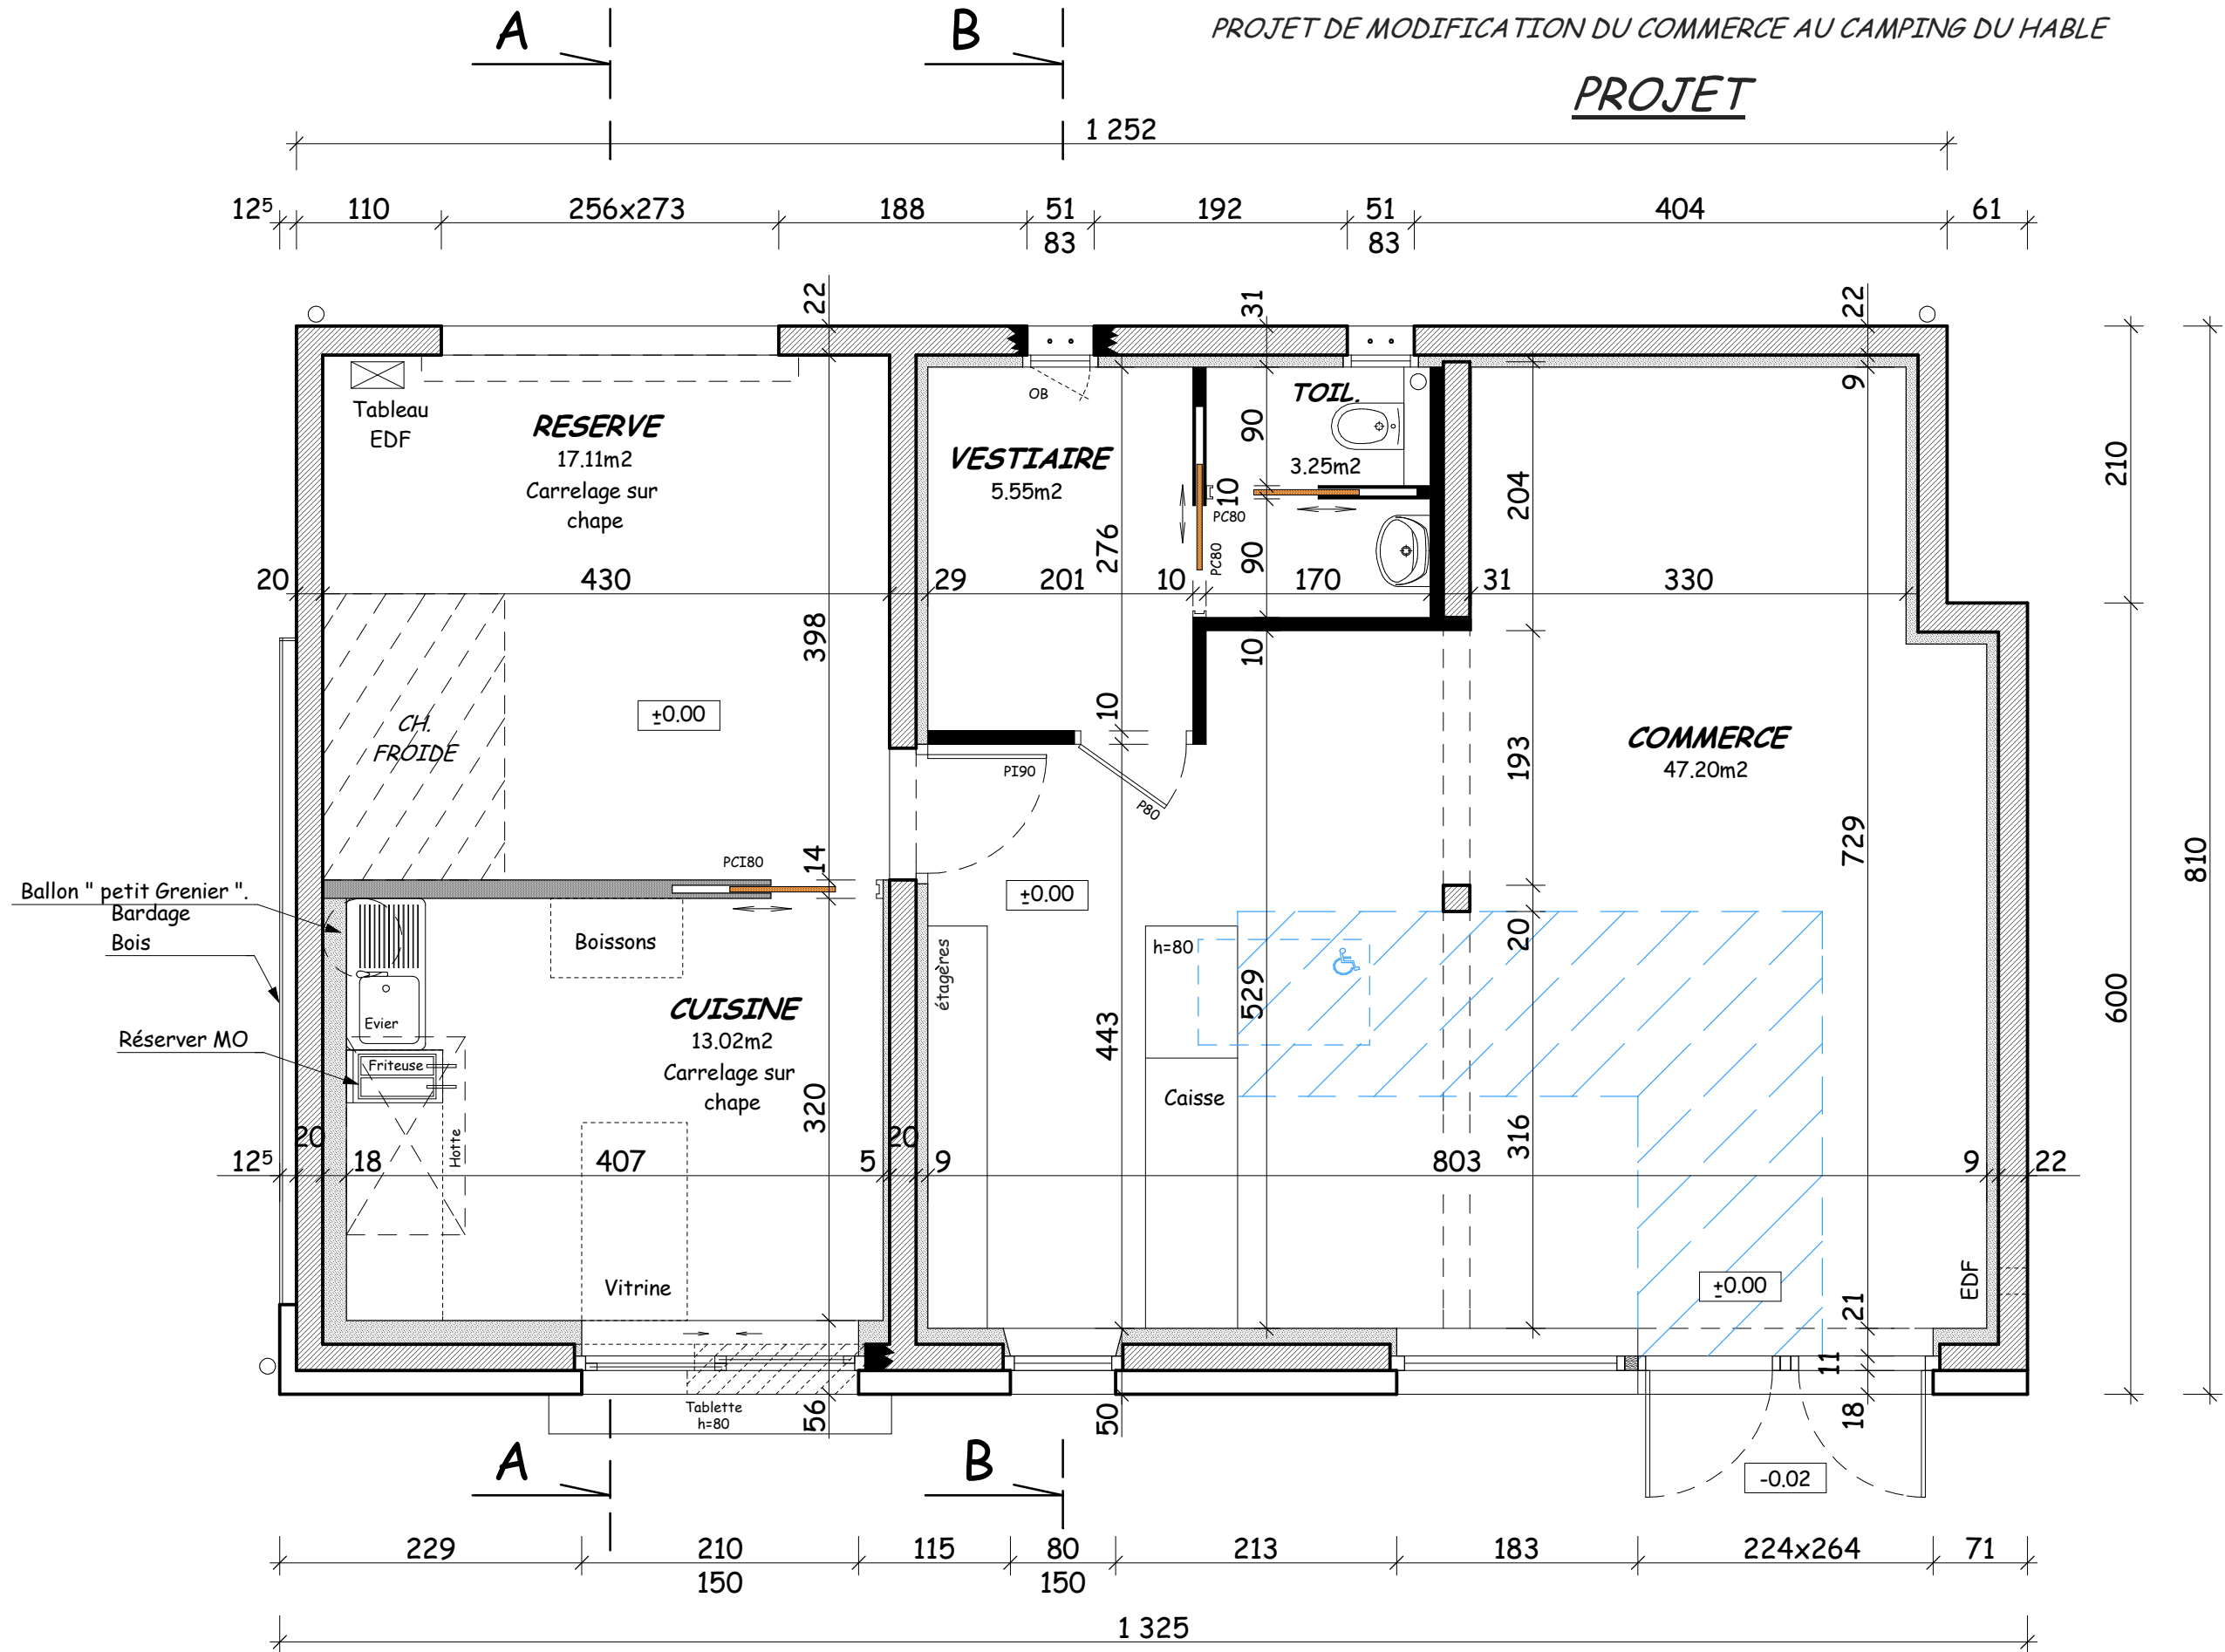 A
B
PROJET DE MODIFICATION DU COMMERCE AU CAMPING DU HABLE
PROJET
1 252
12⁵
110
256x273
188
51
192
51
404
61
83
83
22
31
22
Tableau
EDF
RESERVE
17.11m2
Carrelage sur
chape
OB
VESTIAIRE
5.55m2
TOIL.
3.25m2
90
10
PC80
PC80
90
9
204
210
276
20
430
29
201
10
170
31
330
398
10
10
CH.
FROIDE
±0.00
COMMERCE
47.20m2
193
PI90
P80
729
810
PCI80
14
Ballon " petit Grenier ".
Bardage
Bois
Boissons
±0.00
étagères
h=80
20
529
600
CUISINE
13.02m2
Carrelage sur
chape
Evier
Réserver MO
Friteuse
443
Caisse
320
Hotte
316
20
20
12⁵
18
407
5
9
803
9
22
Vitrine
±0.00
EDF
21
11
Tablette
h=80
56
50
18
A
B
-0.02
229
210
115
80
213
183
224x264
71
150
150
1 325